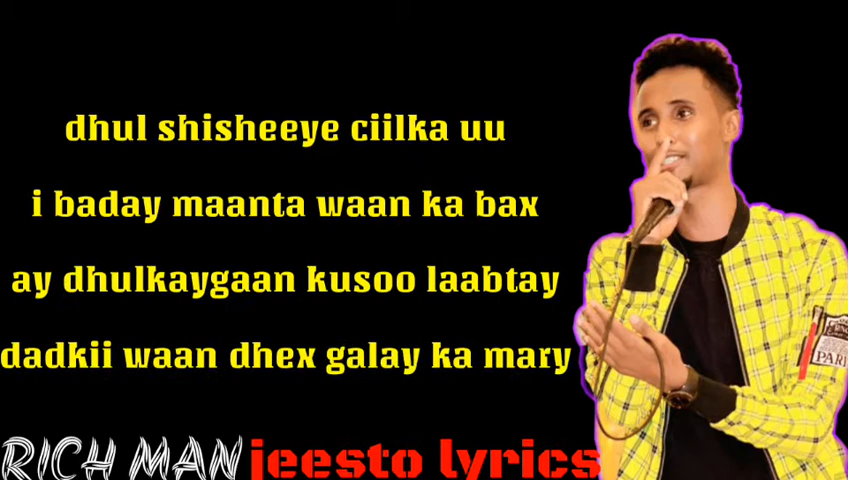 dhul shisheeye ciilka uu
i baday maanta waan ka bax
ay dhulkaygaan kusoo laabtay
dadkii waan dhex galay ka mary
RICH MAN jeesto lyrics
PARI